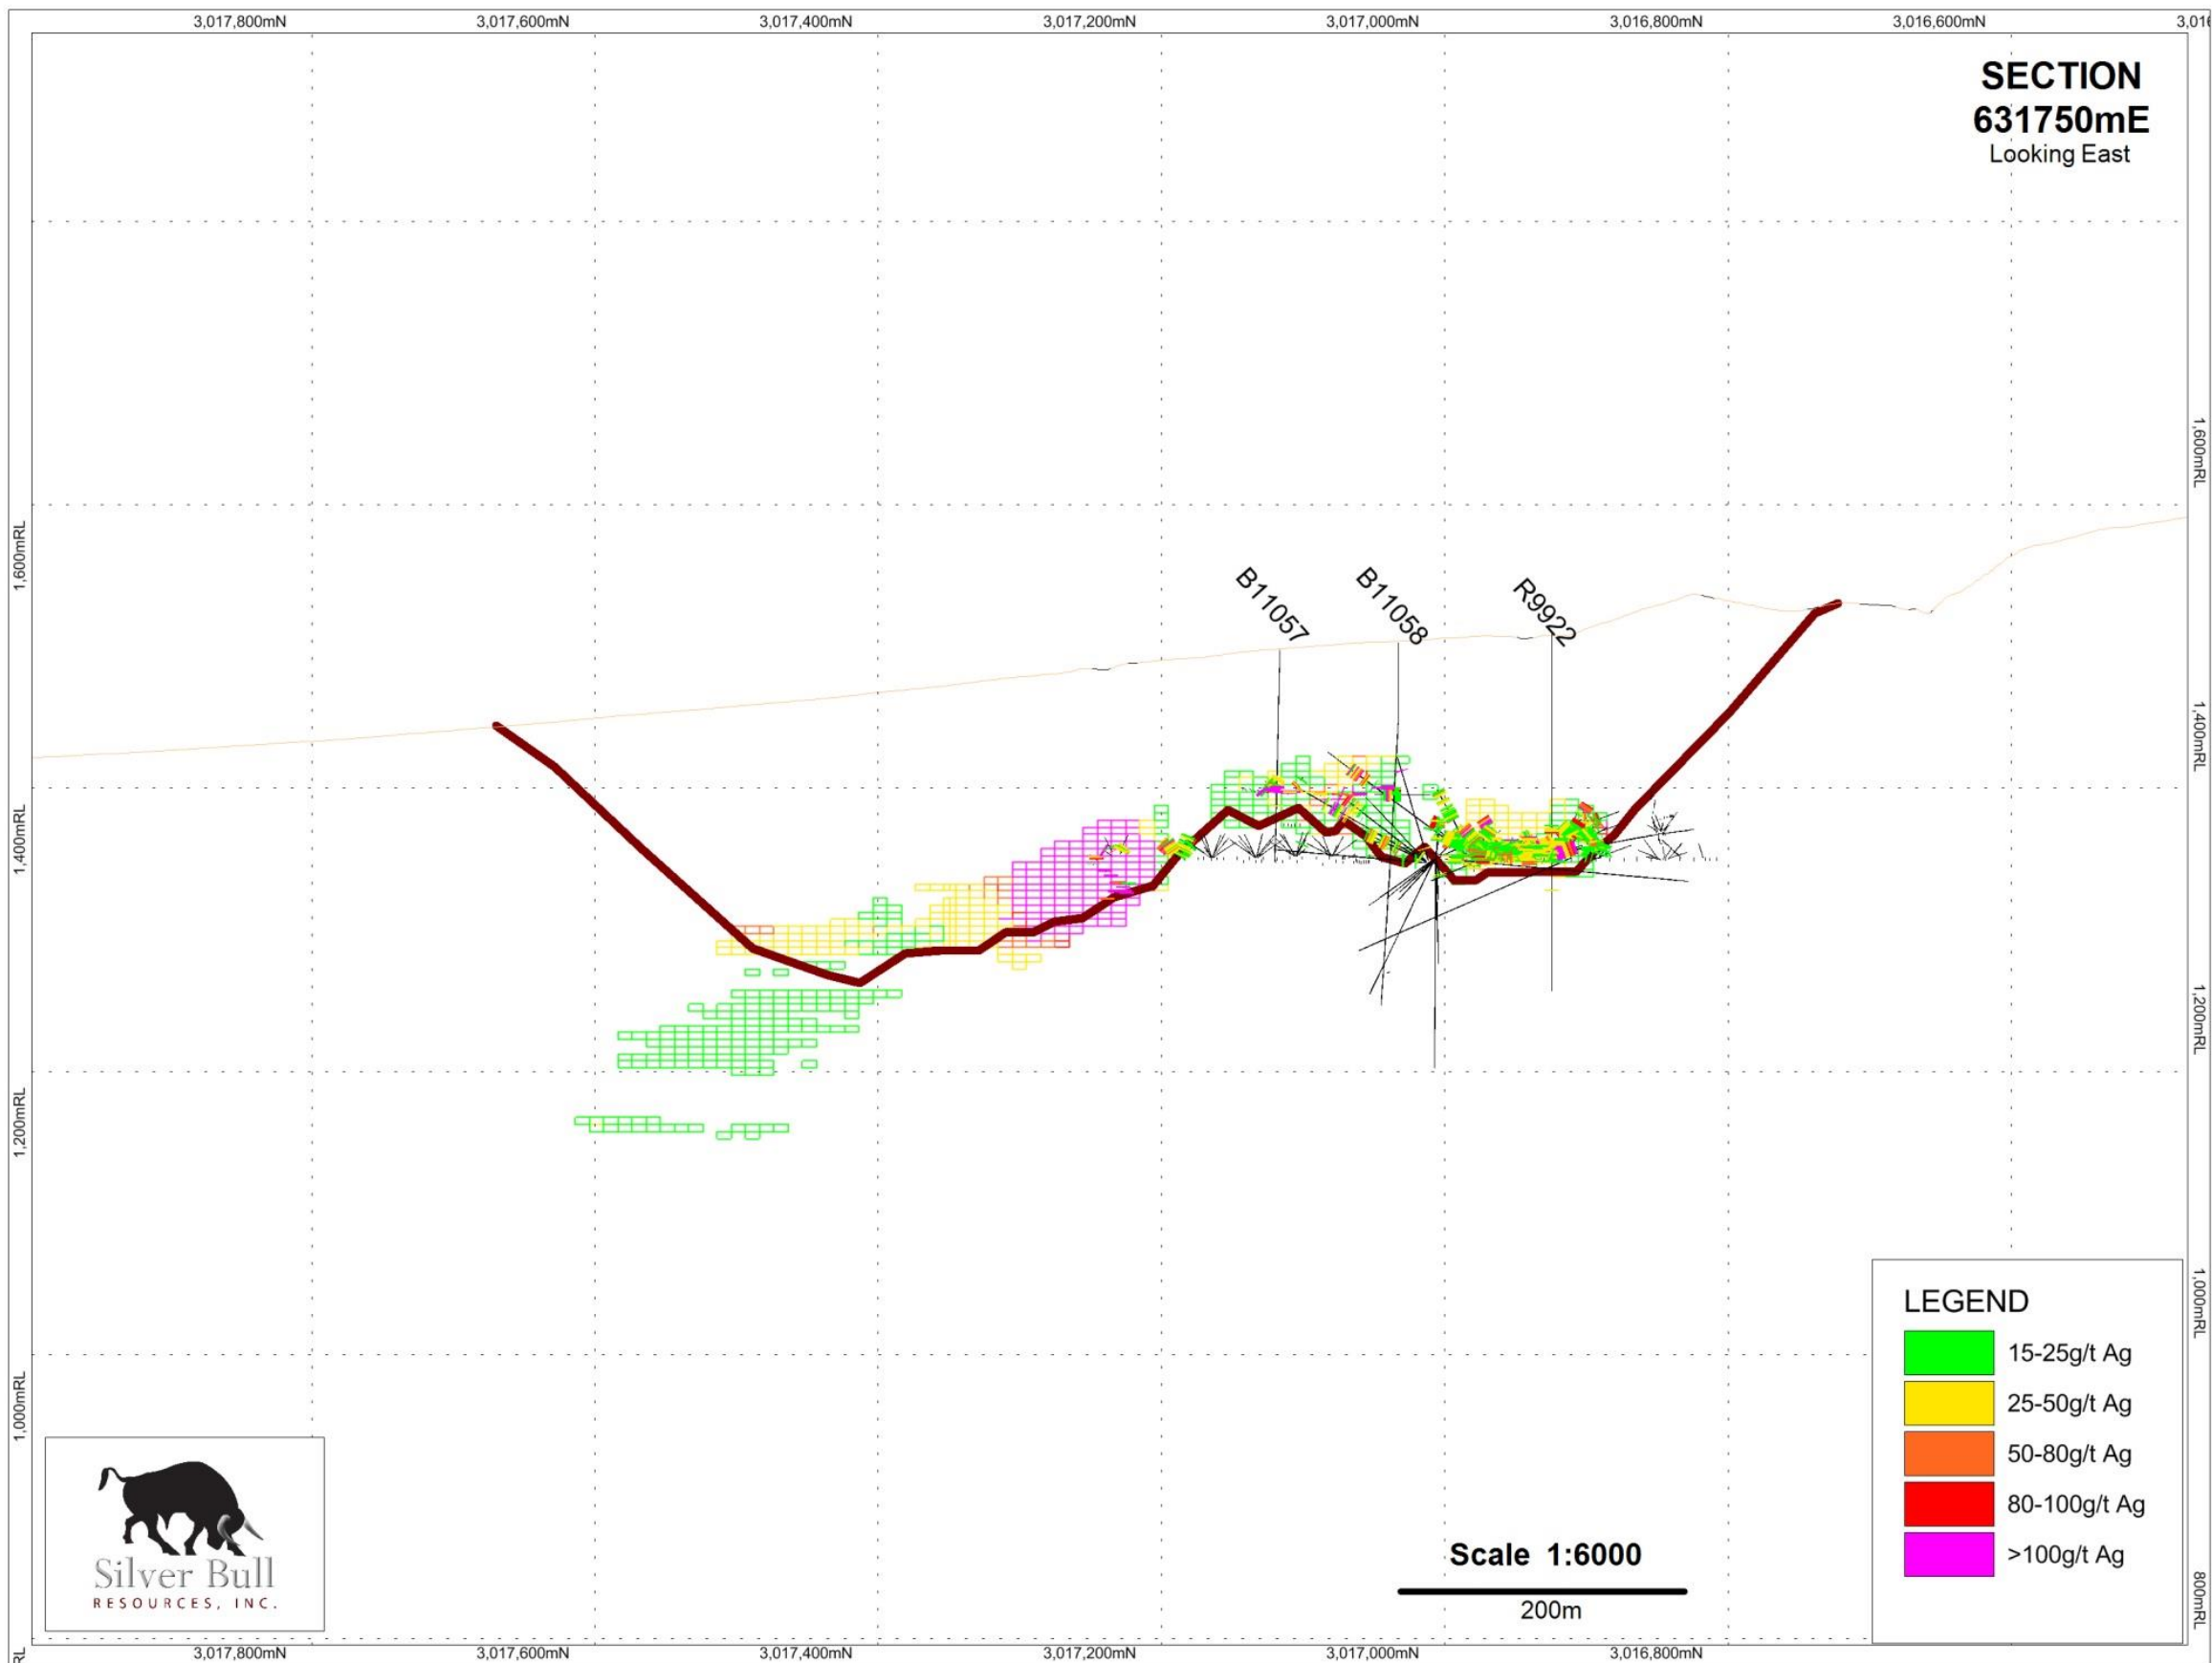 3,017,800mN 3,017,600mN 3,017,400mN 3,017,200mN 3,017,000mN 3,016,800mN 3,016,600mN
SECTION
631750mE
Looking East
1,600mRL
1,600mRL
B11057 B11058 R9922
1,400mRL
1,400mRL
1,200mRL
1,200mRL
1,000mRL
LEGEND
15-25g/t Ag
25-50g/t Ag
50-80g/t Ag
80-100g/t Ag
>100g/t Ag
1,000mRL
Silver Bull
RESOURCES, INC.
Scale 1:6000
200m
800mRL
3,017,800mN 3,017,600mN 3,017,400mN 3,017,200mN 3,017,000mN 3,016,800mN